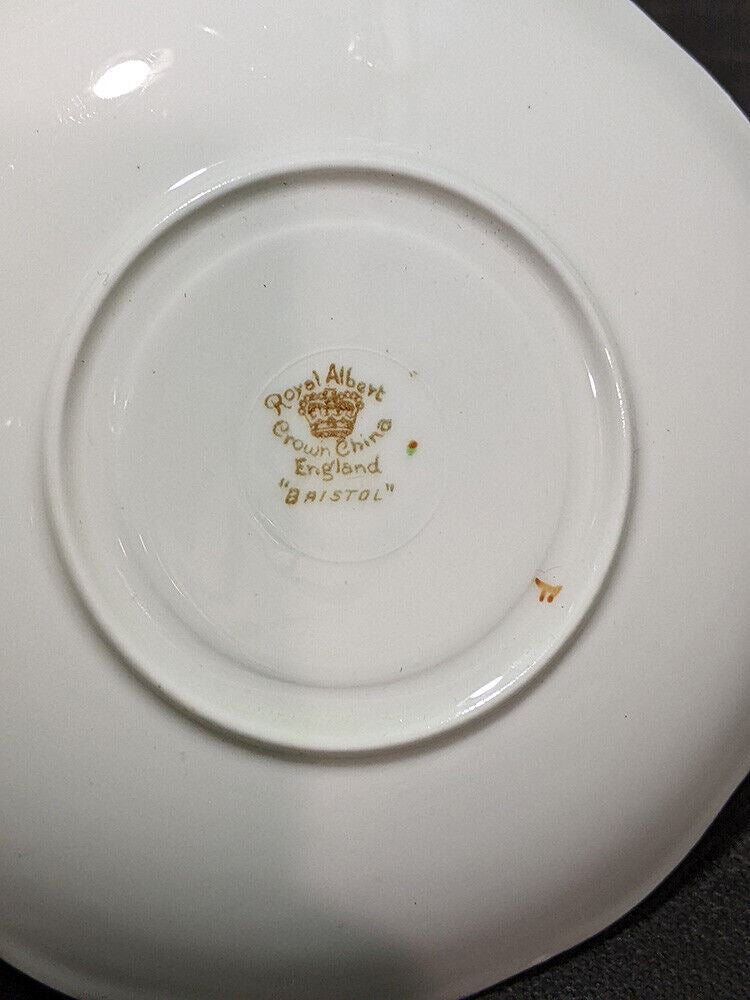 Royal Albert
Crown China
England
"BRISTOL"